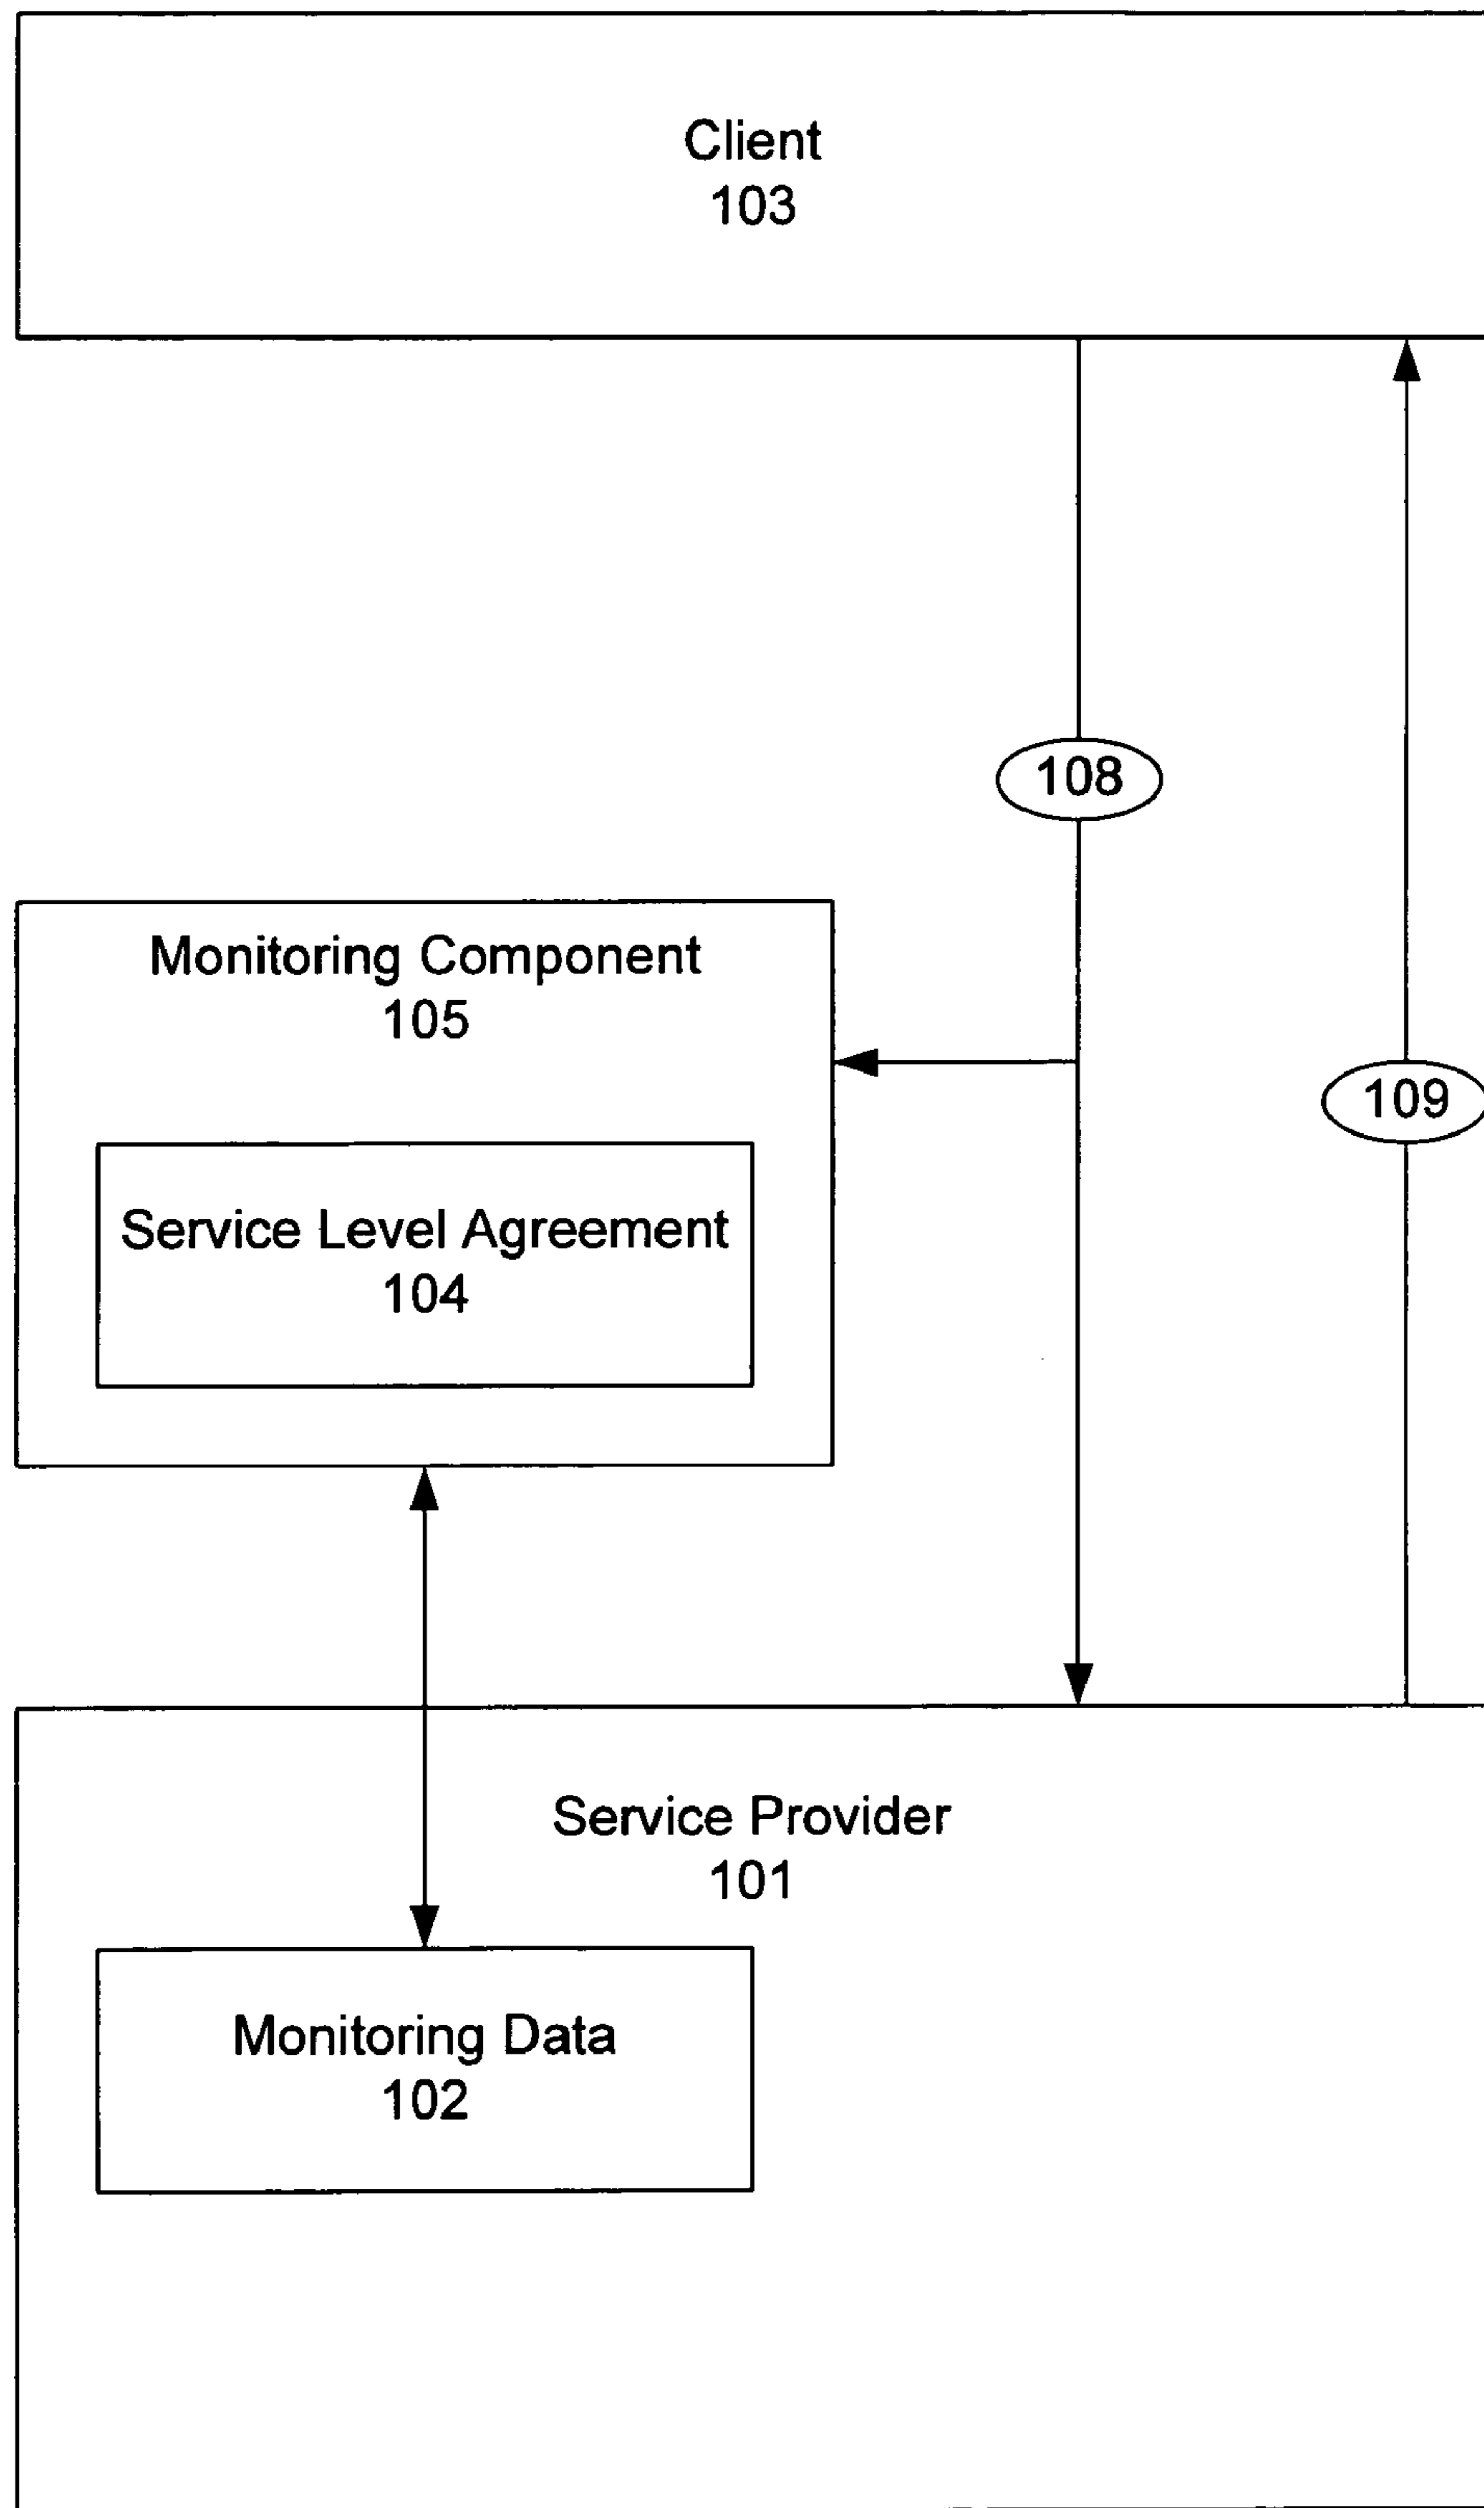 Client
103
108
Monitoring Component
105
109
Service Level Agreement
104
Service Provider
101
Monitoring Data
102